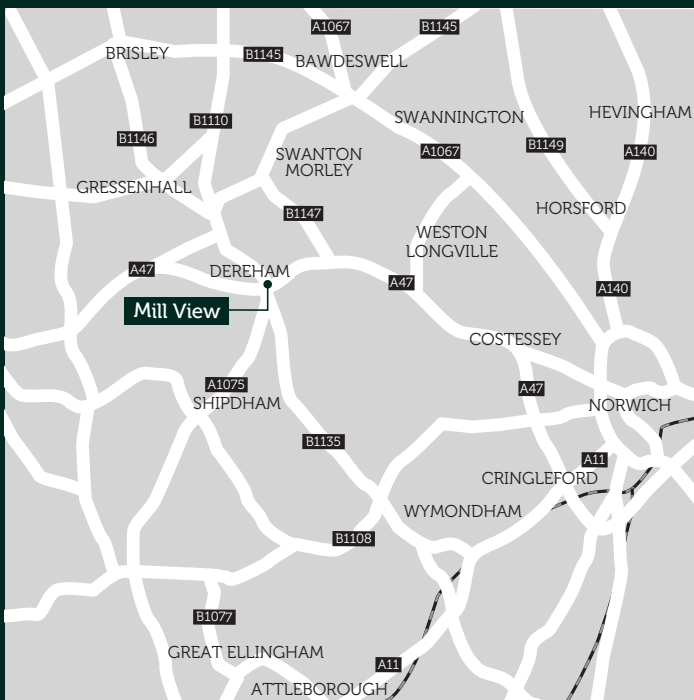 A1067
B1145
BRISLEY
B1145
BAWDESWELL
B1110
SWANNINGTON
HEVINGHAM
B1146
A1067
B1149
A140
SWANTON
MORLEY
GRESSENHALL
B1147
HORSFORD
WESTON
LONGVILLE
A47
DEREHAM
A47
A140
Mill View
COSTESSEY
A1075
A47
SHIPDHAM
NORWICH
B1135
A11
CRINGLEFORD
WYMONDHAM
B1108
B1077
GREAT ELLINGHAM
A11
ATTLEBOROUGH